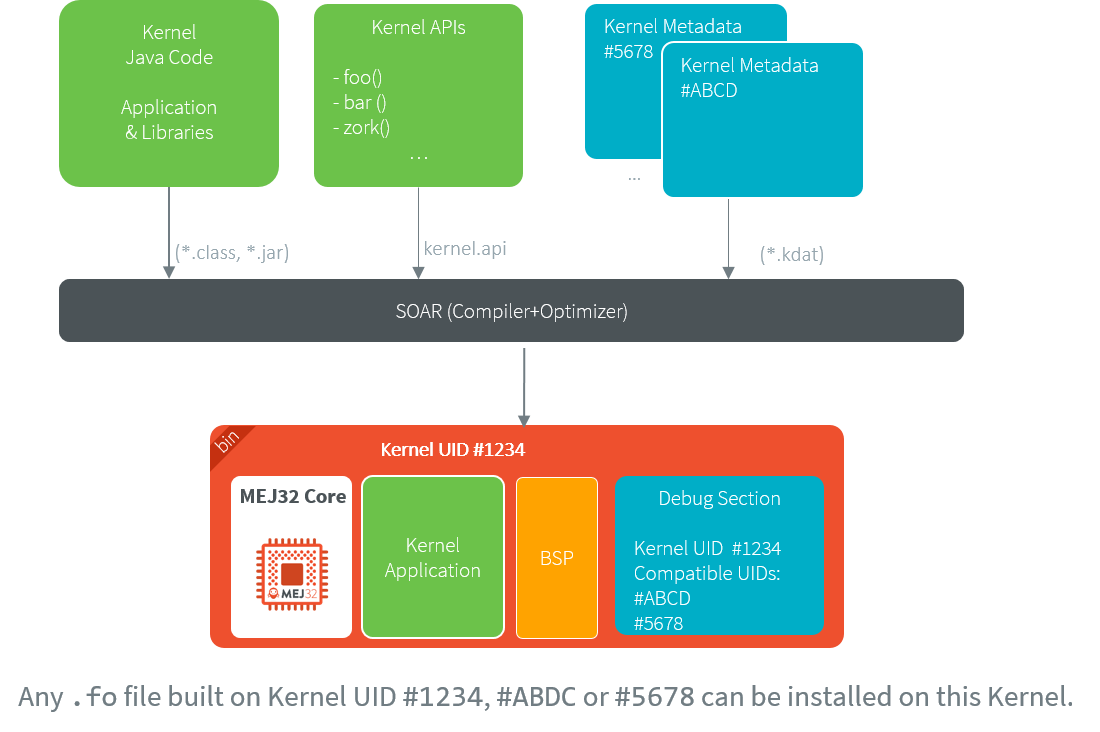 Kernel
Java Code
Application
& Libraries
Kernel APIs
- foo()
- bar ()
- zork()
...
Kernel Metadata
#5678
...
Kernel Metadata
#ABCD
(*.class, *.jar)
kernel.api
(*.kdat)
SOAR (Compiler+Optimizer)
bin
Kernel UID #1234
MEJ32 Core
MEJ32
Kernel
Application
BSP
Debug Section
Kernel UID #1234
Compatible UIDs:
#ABCD
#5678
Any .fo file built on Kernel UID #1234, #ABDC or #5678 can be installed on this Kernel.